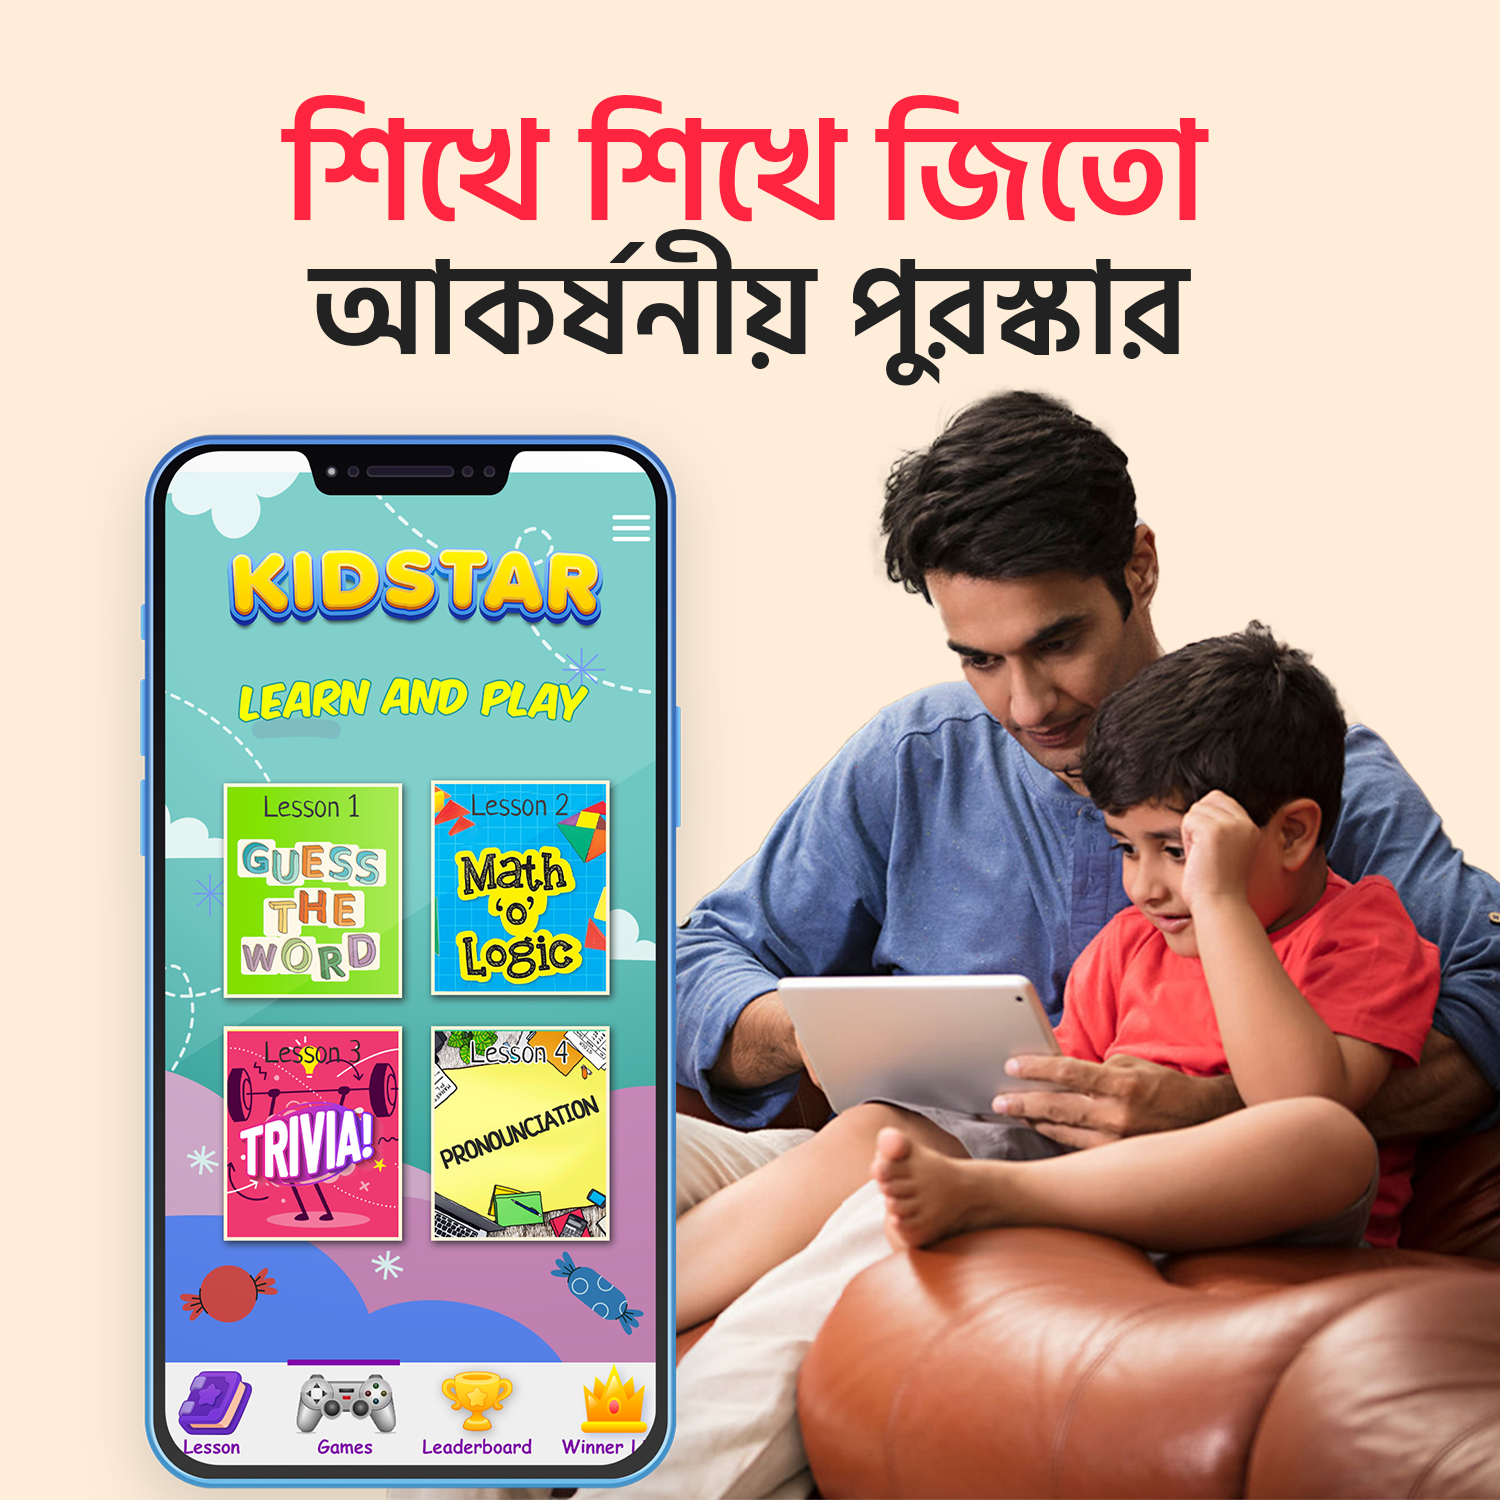 শিখে শিখে জিতো
আকর্ষনীয় পুরস্কার
KIDSTAR
LEARN AND PLAY
Lesson 1
GUESS
THE
WORD
Lesson 2
Math
'o'
Logic
Lesson 3
TRIVIA!
Lesson 4
PRONOUNCIATION
Lesson
Games
Leaderboard
Winner